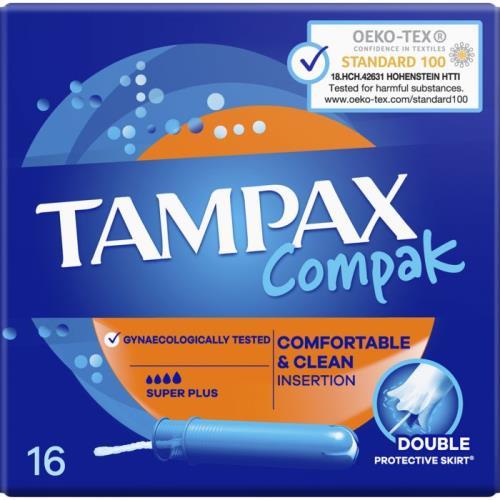 OEKO-TEX®
CONFIDENCE IN TEXTILES
STANDARD 100
18.HCH.42631 HOHENSTEIN HTTI
Tested for harmful substances.
www.oeko-tex.com/standard100
TAMPAX
Compak
GYNAECOLOGICALLY TESTED
SUPER PLUS
COMFORTABLE
& CLEAN
INSERTION
16
DOUBLE
PROTECTIVE SKIRT®